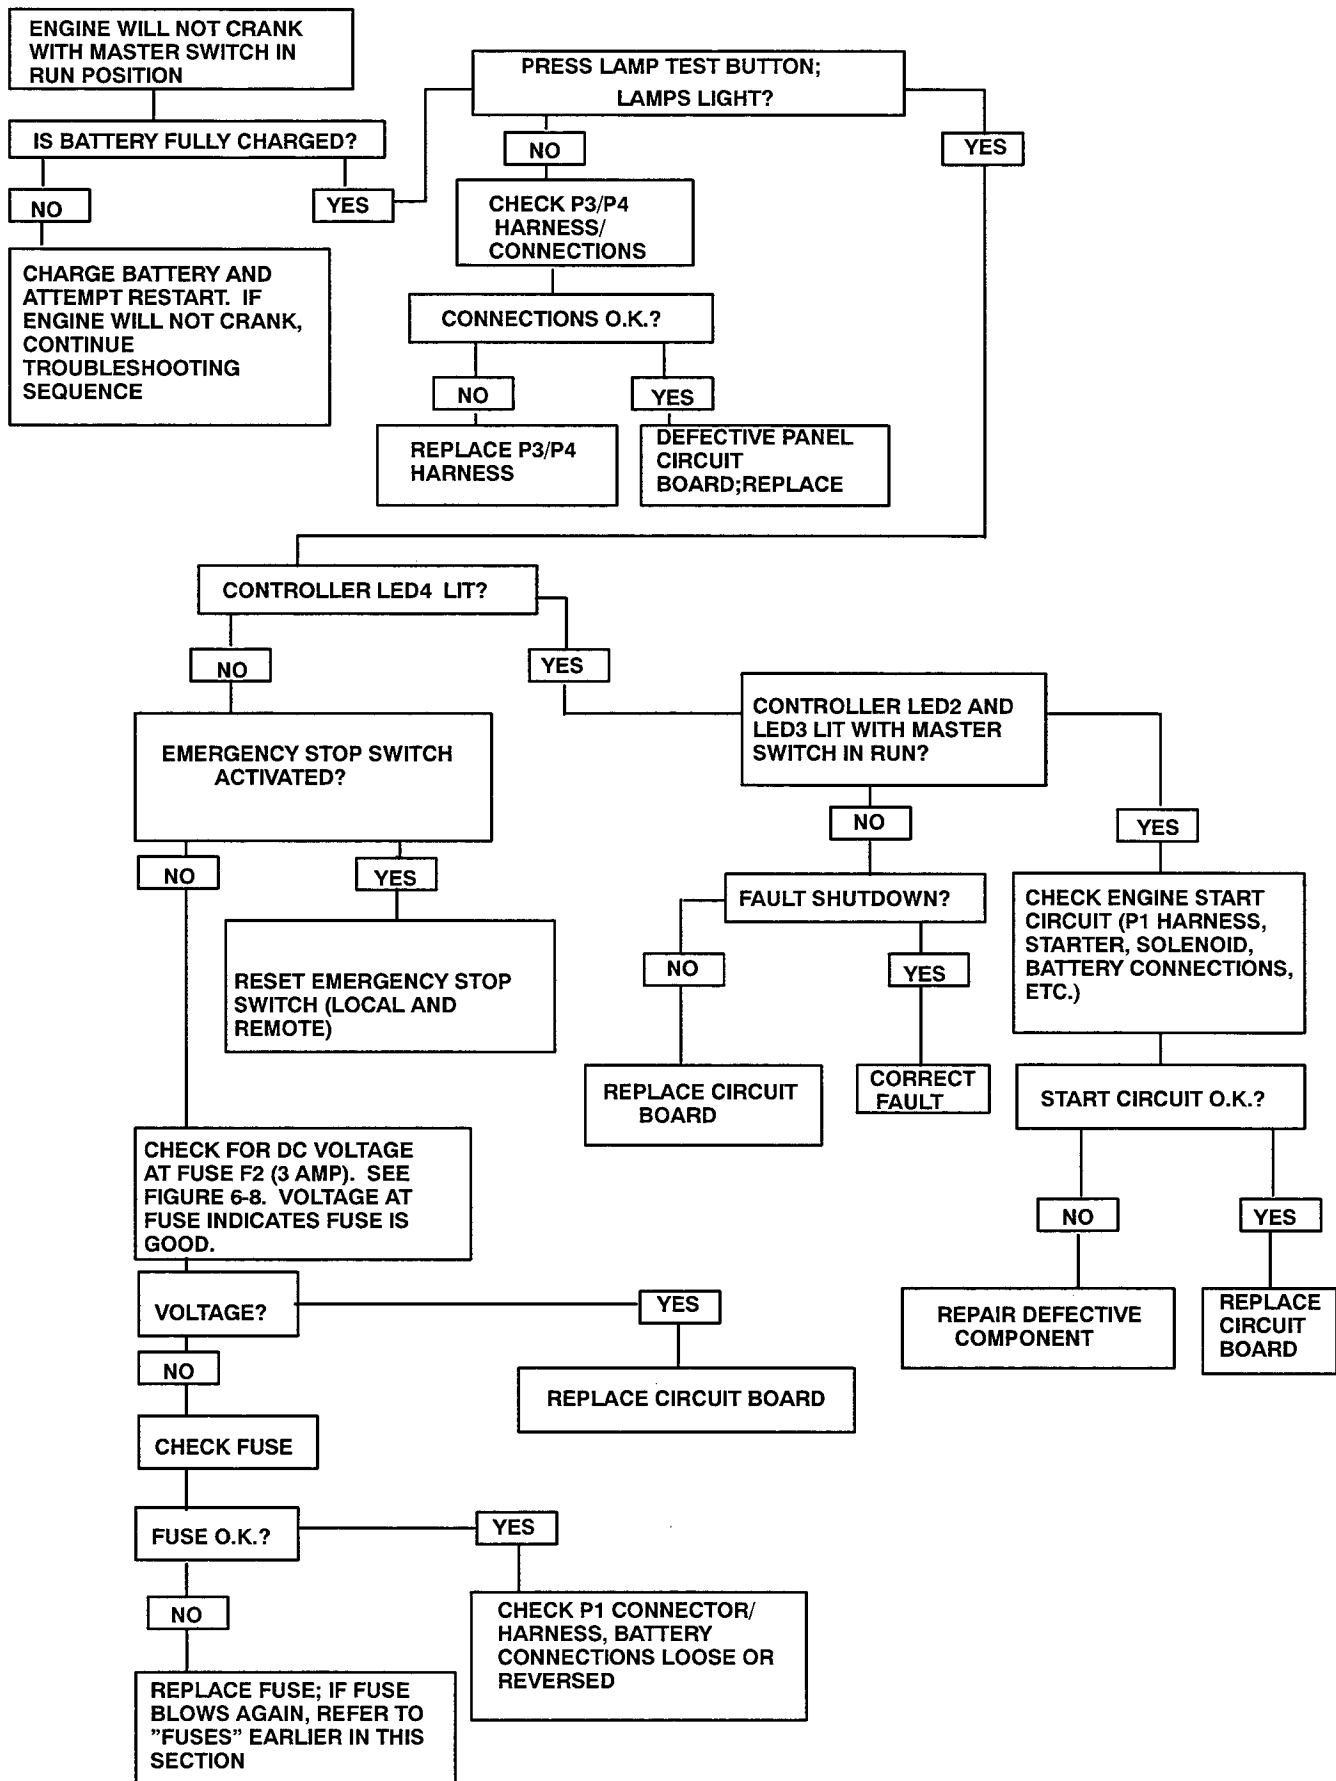 ENGINE WILL NOT CRANK
WITH MASTER SWITCH IN
RUN POSITION
IS BATTERY FULLY CHARGED?
NO
YES
CHARGE BATTERY AND
ATTEMPT RESTART. IF
ENGINE WILL NOT CRANK,
CONTINUE
TROUBLESHOOTING
SEQUENCE
PRESS LAMP TEST BUTTON;
LAMPS LIGHT?
NO
YES
CHECK P3/P4
HARNESS/
CONNECTIONS
CONNECTIONS O.K.?
NO
YES
REPLACE P3/P4
HARNESS
DEFECTIVE PANEL
CIRCUIT
BOARD;REPLACE
CONTROLLER LED4 LIT?
NO
YES
EMERGENCY STOP SWITCH
ACTIVATED?
NO
YES
RESET EMERGENCY STOP
SWITCH (LOCAL AND
REMOTE)
CONTROLLER LED2 AND
LED3 LIT WITH MASTER
SWITCH IN RUN?
NO
YES
FAULT SHUTDOWN?
NO
YES
REPLACE CIRCUIT
BOARD
CORRECT
FAULT
CHECK ENGINE START
CIRCUIT (P1 HARNESS,
STARTER, SOLENOID,
BATTERY CONNECTIONS,
ETC.)
START CIRCUIT O.K.?
NO
YES
REPAIR DEFECTIVE
COMPONENT
REPLACE
CIRCUIT
BOARD
CHECK FOR DC VOLTAGE
AT FUSE F2 (3 AMP). SEE
FIGURE 6-8. VOLTAGE AT
FUSE INDICATES FUSE IS
GOOD.
VOLTAGE?
YES
NO
REPLACE CIRCUIT BOARD
CHECK FUSE
FUSE O.K.?
YES
NO
CHECK P1 CONNECTOR/
HARNESS, BATTERY
CONNECTIONS LOOSE OR
REVERSED
REPLACE FUSE; IF FUSE
BLOWS AGAIN, REFER TO
”FUSES” EARLIER IN THIS
SECTION